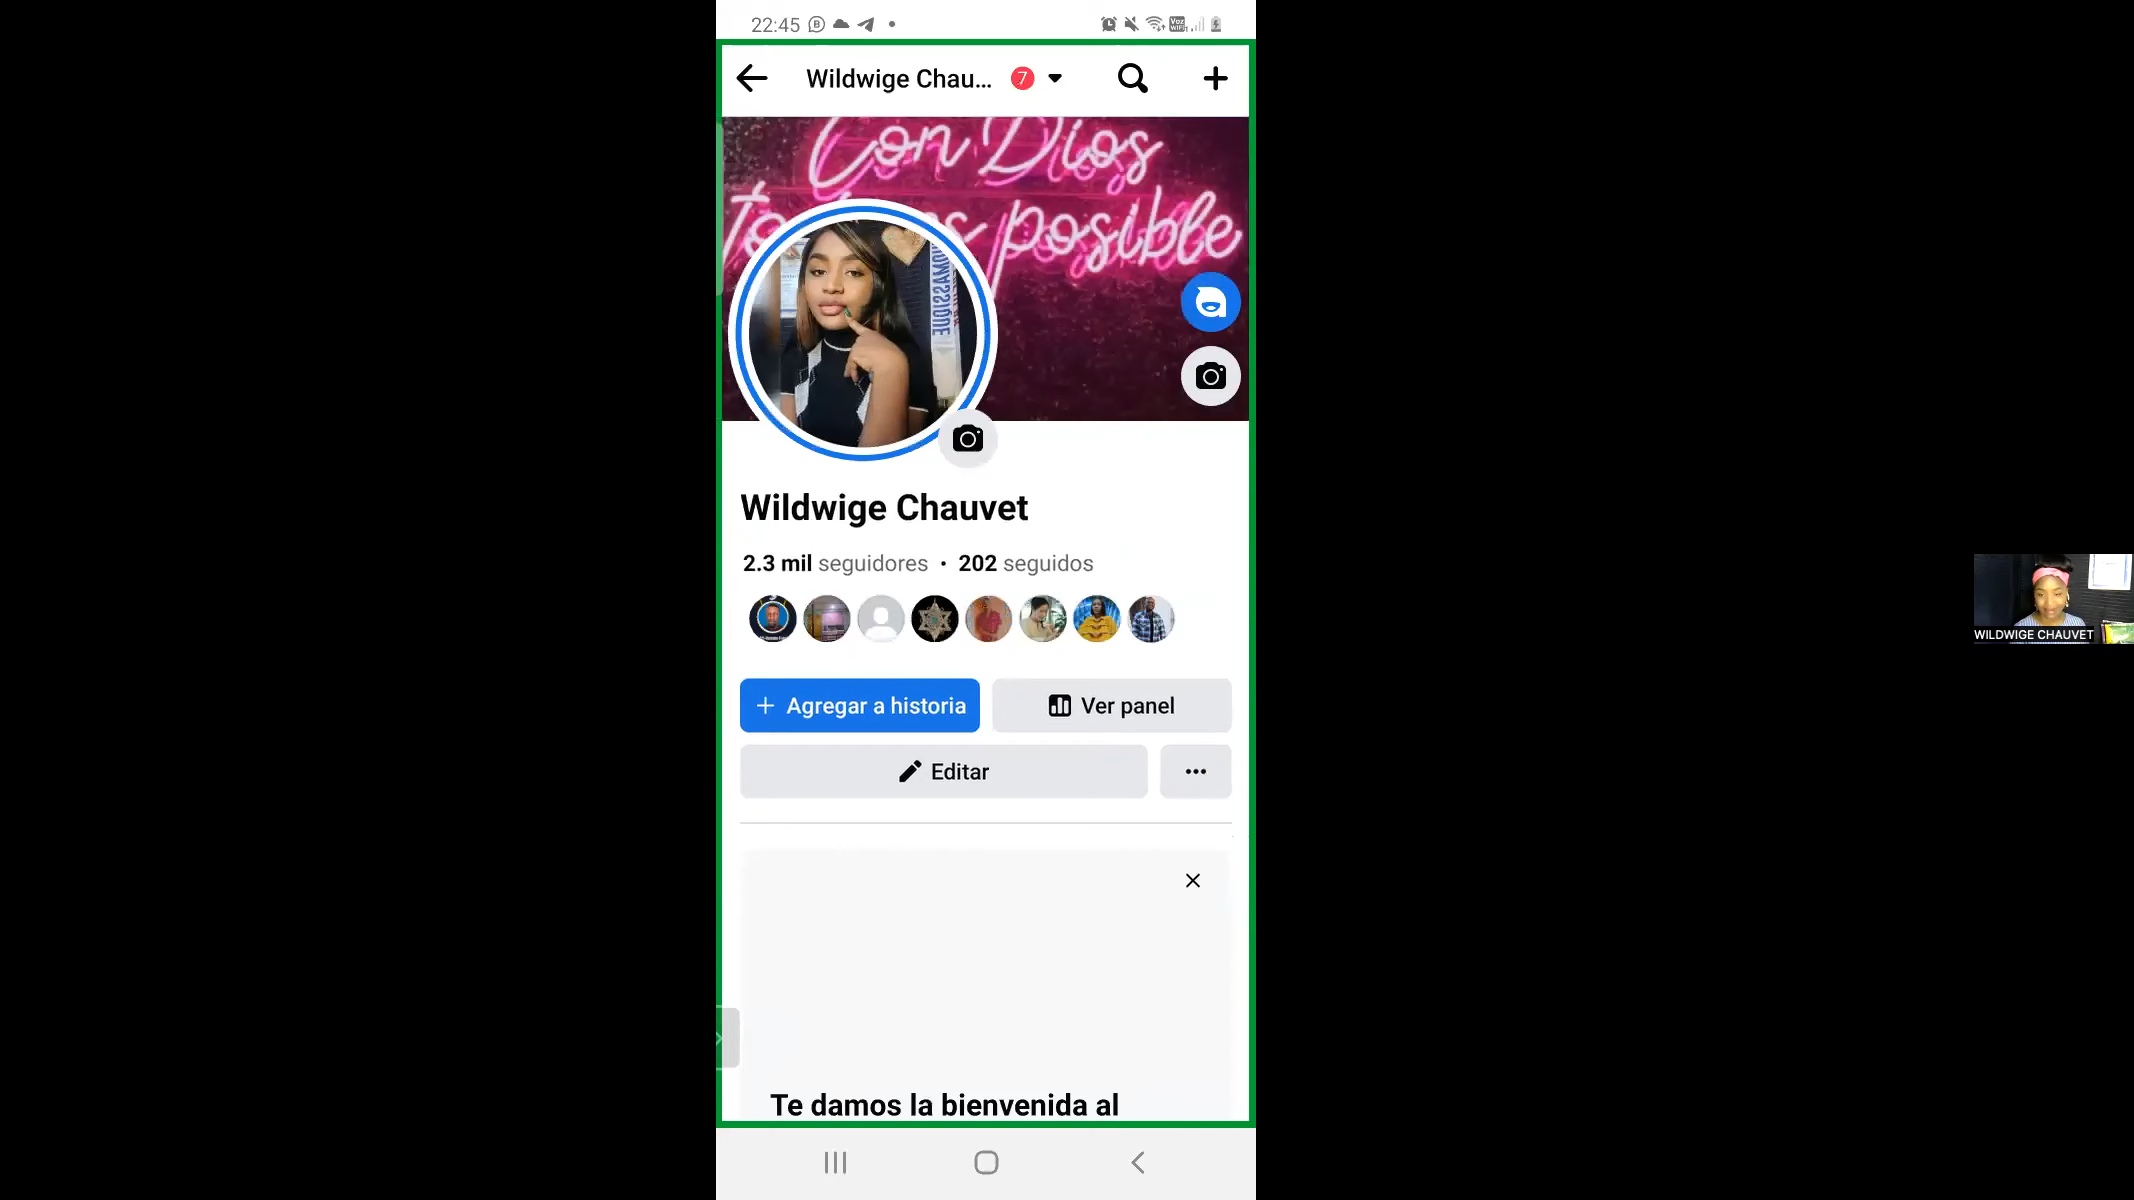 22:45
Wildwige Chau... 7
Con Dios
posible
Wildwige Chauvet
2.3 mil seguidores • 202 seguidos
+ Agregar a historia
Ver panel
Editar
Te damos la bienvenida al
WILDWIGE CHAUVET